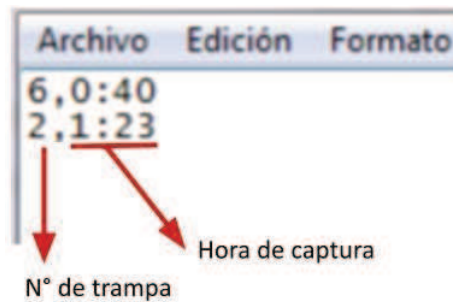 Archivo Edición Formato
6,0:40
2,1:23
Hora de captura
N° de trampa